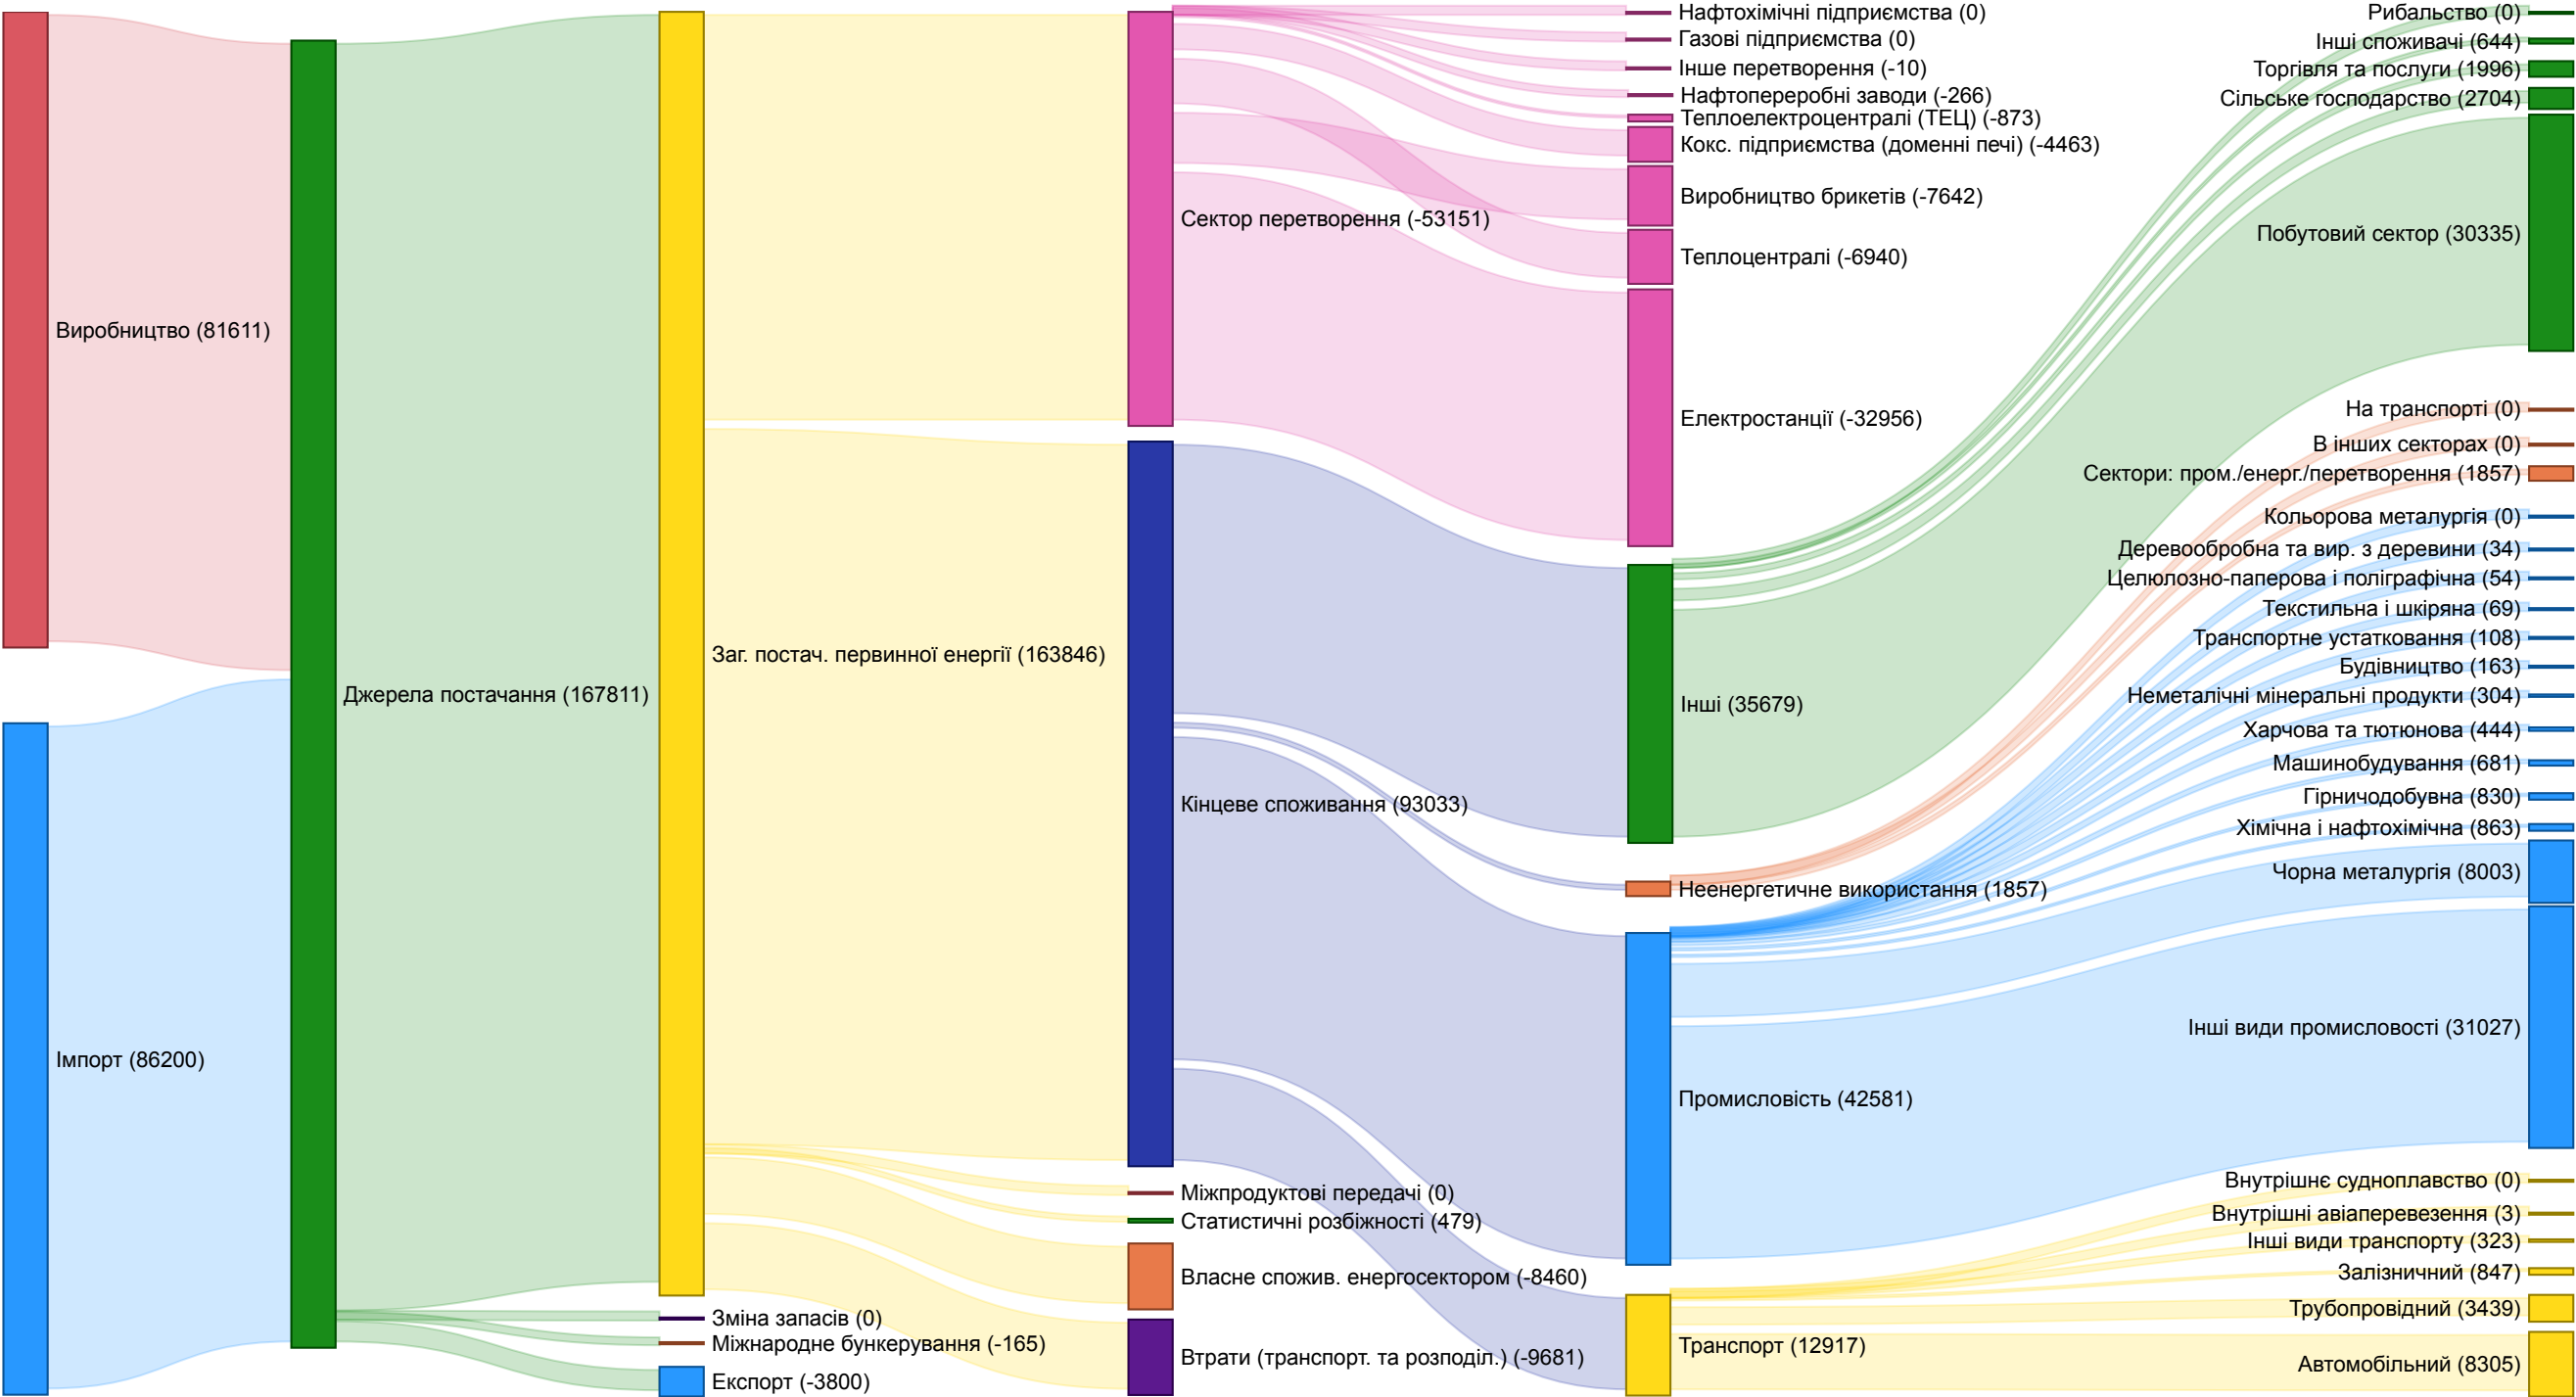 Виробництво (81611)
Імпорт (86200)
Джерела постачання (167811)
Заг. постач. первинної енергії (163846)
Зміна запасів (0)
Міжнародне бункерування (-165)
Експорт (-3800)
Сектор перетворення (-53151)
Кінцеве споживання (93033)
Міжпродуктові передачі (0)
Статистичні розбіжності (479)
Власне спожив. енергосектором (-8460)
Втрати (транспорт. та розподіл.) (-9681)
Нафтохімічні підприємства (0)
Газові підприємства (0)
Інше перетворення (-10)
Нафтопереробні заводи (-266)
Теплоелектроцентралі (ТЕЦ) (-873)
Кокс. підприємства (доменні печі) (-4463)
Виробництво брикетів (-7642)
Теплоцентралі (-6940)
Електростанції (-32956)
Інші (35679)
Неенергетичне використання (1857)
Промисловість (42581)
Транспорт (12917)
Рибальство (0)
Інші споживачі (644)
Торгівля та послуги (1996)
Сільське господарство (2704)
Побутовий сектор (30335)
На транспорті (0)
В інших секторах (0)
Сектори: пром./енерг./перетворення (1857)
Кольорова металургія (0)
Деревообробна та вир. з деревини (34)
Целюлозно-паперова і поліграфічна (54)
Текстильна і шкіряна (69)
Транспортне устатковання (108)
Будівництво (163)
Неметалічні мінеральні продукти (304)
Харчова та тютюнова (444)
Машинобудування (681)
Гірничодобувна (830)
Хімічна і нафтохімічна (863)
Чорна металургія (8003)
Інші види промисловості (31027)
Внутрішнє судноплавство (0)
Внутрішні авіаперевезення (3)
Інші види транспорту (323)
Залізничний (847)
Трубопровідний (3439)
Автомобільний (8305)